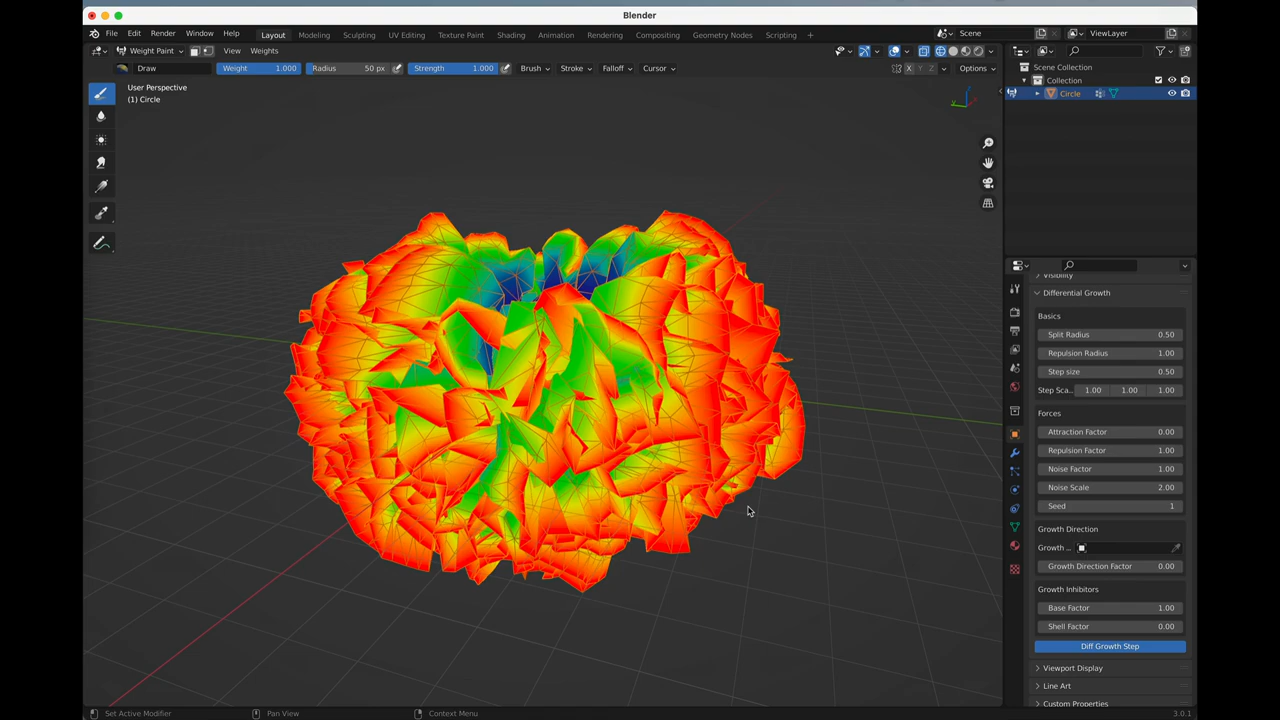 Blender
File Edit Render Window Help Layout Modeling Sculpting UV Editing Texture Paint Shading Animation Rendering Compositing Geometry Nodes Scripting + Scene ViewLayer
Weight Paint View Weights
Draw Weight 1.000 Radius 50 px Strength 1.000 Brush Stroke Falloff Cursor X Y Z Options
User Perspective
(1) Circle
Scene Collection
Collection
Circle
Visibility
Differential Growth
Basics
Split Radius 0.50
Repulsion Radius 1.00
Step size 0.50
Step Sca... 1.00 1.00 1.00
Forces
Attraction Factor 0.00
Repulsion Factor 1.00
Noise Factor 1.00
Noise Scale 2.00
Seed 1
Growth Direction
Growth ...
Growth Direction Factor 0.00
Growth Inhibitors
Base Factor 1.00
Shell Factor 0.00
Diff Growth Step
Viewport Display
Line Art
Custom Properties
Set Active Modifier Pan View Context Menu 3.0.1